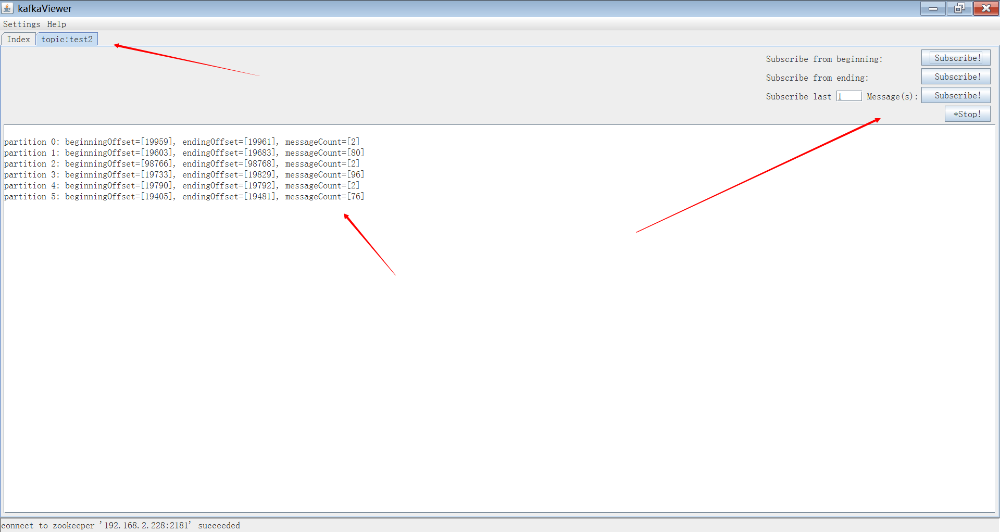 kafkaViewer
Settings Help
Index topic:test2
Subscribe from beginning: Subscribe!
Subscribe from ending: Subscribe!
Subscribe last 1 Message(s): Subscribe!
*Stop!
partition 0: beginningOffset=[19959], endingOffset=[19961], messageCount=[2]
partition 1: beginningOffset=[19603], endingOffset=[19683], messageCount=[80]
partition 2: beginningOffset=[98766], endingOffset=[98768], messageCount=[2]
partition 3: beginningOffset=[19733], endingOffset=[19829], messageCount=[96]
partition 4: beginningOffset=[19790], endingOffset=[19792], messageCount=[2]
partition 5: beginningOffset=[19405], endingOffset=[19481], messageCount=[76]
connect to zookeeper '192.168.2.228:2181' succeeded